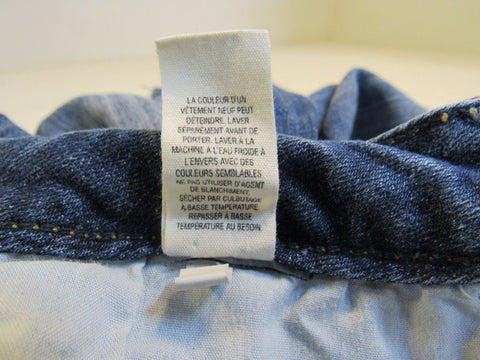 LA COULEUR D'UN
VÊTEMENT NEUF PEUT
DÉTEINDRE. LAVER
SÉPARÉMENT AVANT DE
PORTER. LAVER À LA
MACHINE À L'EAU FROIDE À
L'ENVERS AVEC DES
COULEURS SEMBLABLES
NE PAS UTILISER D'AGENT
DE BLANCHIMENT.
SÉCHER PAR CULBUTAGE
À BASSE TEMPÉRATURE.
REPASSER À BASSE
TEMPÉRATURE AU BESOIN.